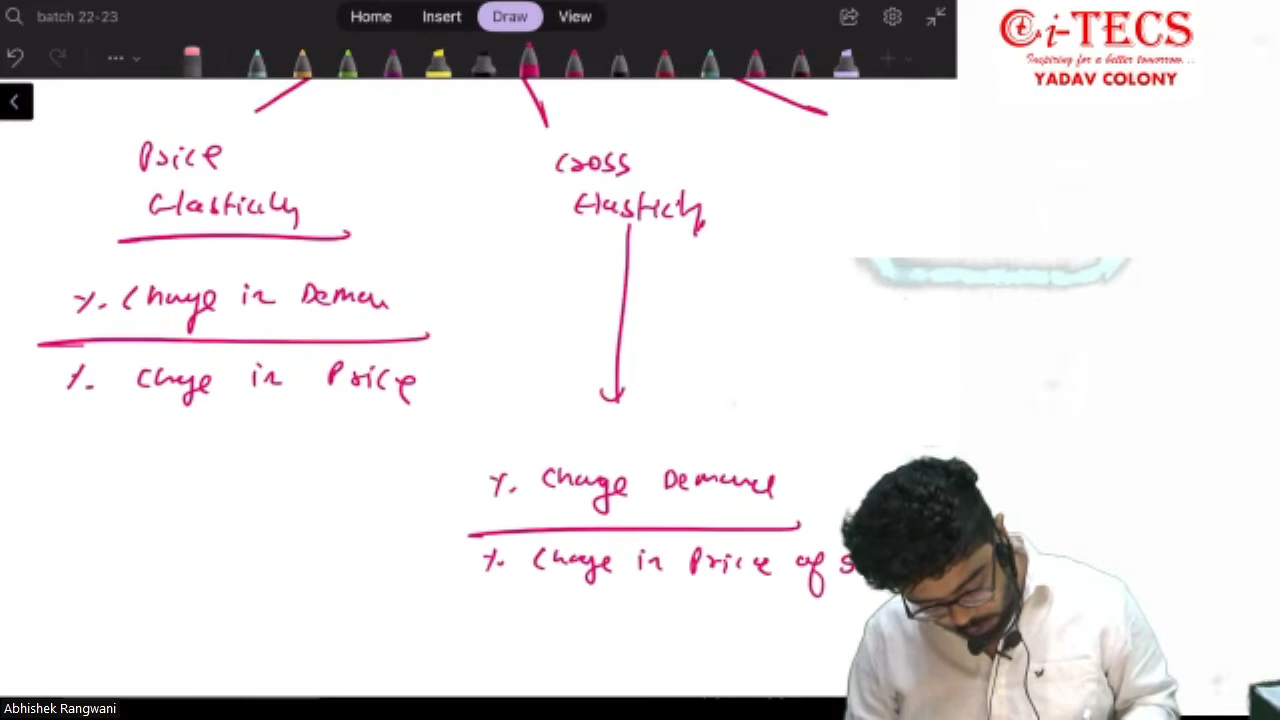 batch 22-23
Home Insert Draw View
i-TECS
Inspiring for a better tomorrow...
YADAV COLONY
Price
Elasticity
Cross
Elasticity
%. Change in Deman
%. Change in Price
%. Change Demand
%. Change in Price of S
Abhishek Rangwani